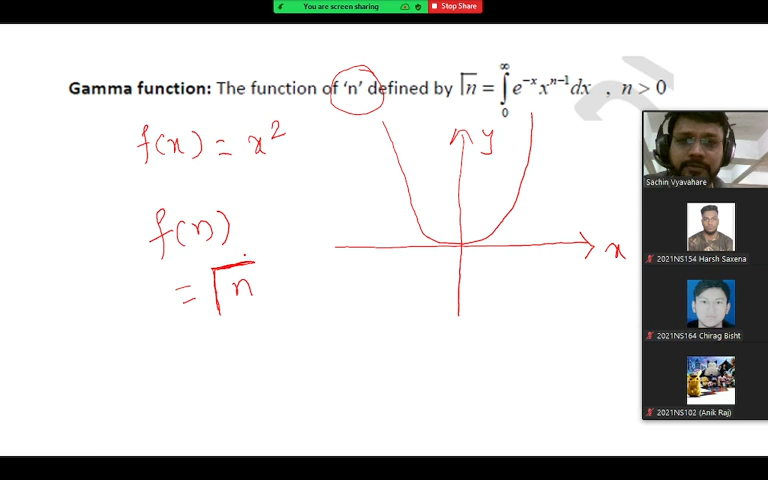 You are screen sharing Stop Share
Gamma function: The function of 'n' defined by Γn = ∫₀^∞ e^{-x} x^{n-1} dx , n > 0
f(x) = x²
y
f(n)
x
= Γn
Sachin Vyavahare
2021NS154 Harsh Saxena
2021NS164 Chirag Bisht
2021NS102 (Anik Raj)